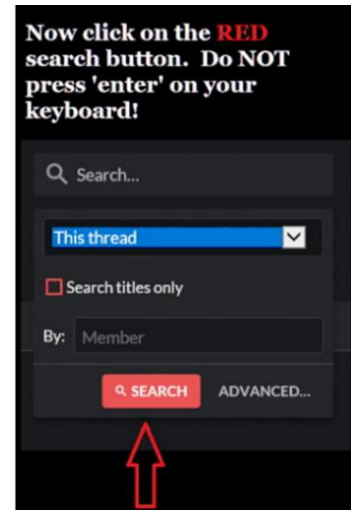 Now click on the RED
search button.  Do NOT
press 'enter' on your
keyboard!
Search...
This thread
Search titles only
By: Member
SEARCH ADVANCED...